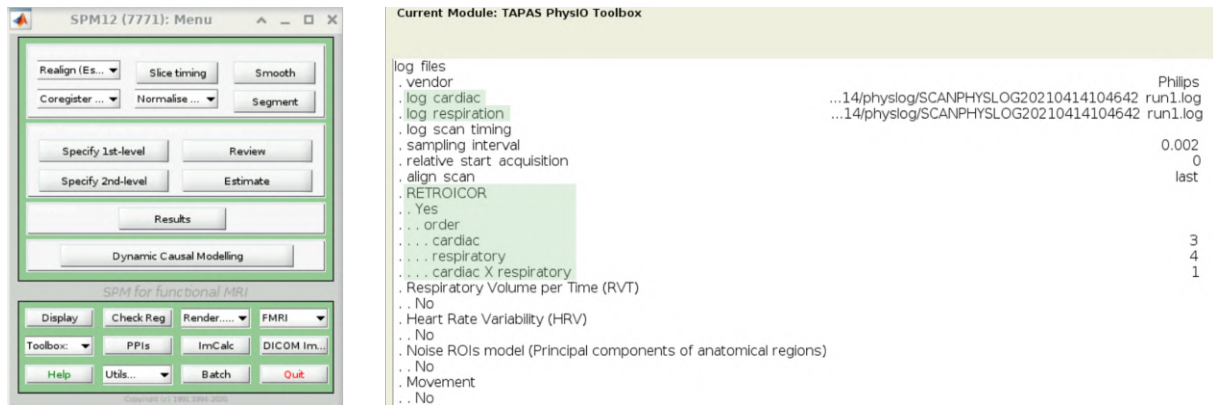 SPM12 (7771): Menu
Realign (Es...
Slice timing
Smooth
Coregister ...
Normalise ...
Segment
Specify 1st-level
Review
Specify 2nd-level
Estimate
Results
Dynamic Causal Modelling
SPM for functional MRI
Display
Check Reg
Render.....
FMRI
Toolbox:
PPIs
ImCalc
DICOM Im...
Help
Utils...
Batch
Quit
Copyright (c) 1991,1994-2020
Current Module: TAPAS PhysIO Toolbox
log files
. vendor Philips
. log cardiac ...14/physlog/SCANPHYSLOG20210414104642 run1.log
. log respiration ...14/physlog/SCANPHYSLOG20210414104642 run1.log
. log scan timing
. sampling interval 0.002
. relative start acquisition 0
. align scan last
. RETROICOR
. . Yes
. . . order
. . . . cardiac 3
. . . . respiratory 4
. . . . cardiac X respiratory 1
. Respiratory Volume per Time (RVT)
. . No
. Heart Rate Variability (HRV)
. . No
. Noise ROIs model (Principal components of anatomical regions)
. . No
. Movement
. . No